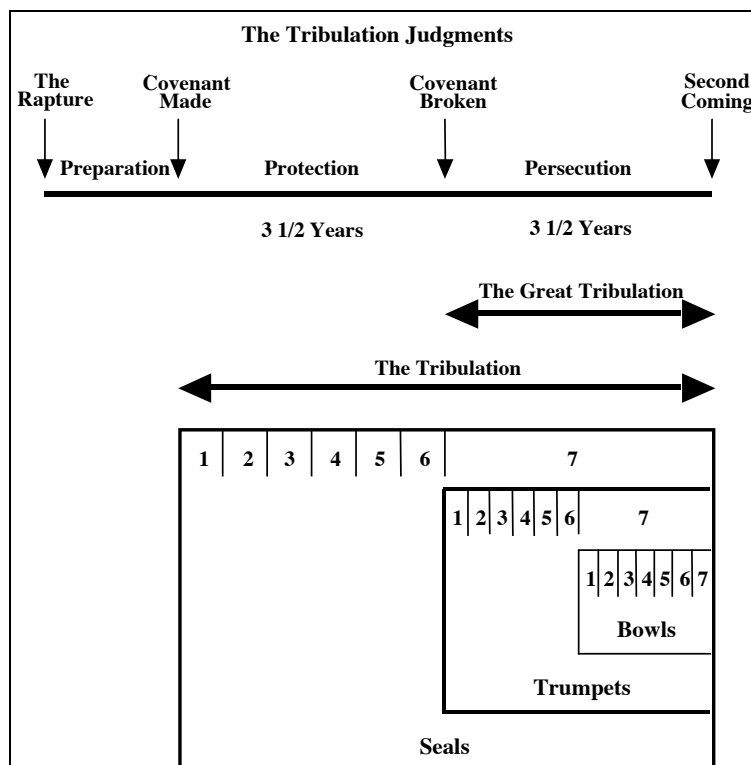 The Tribulation Judgments
The
Rapture
Covenant
Made
Covenant
Broken
Second
Coming
Preparation
Protection
Persecution
3 1/2 Years
3 1/2 Years
The Great Tribulation
The Tribulation
1 2 3 4 5 6 7
1 2 3 4 5 6 7
1 2 3 4 5 6 7
Bowls
Trumpets
Seals